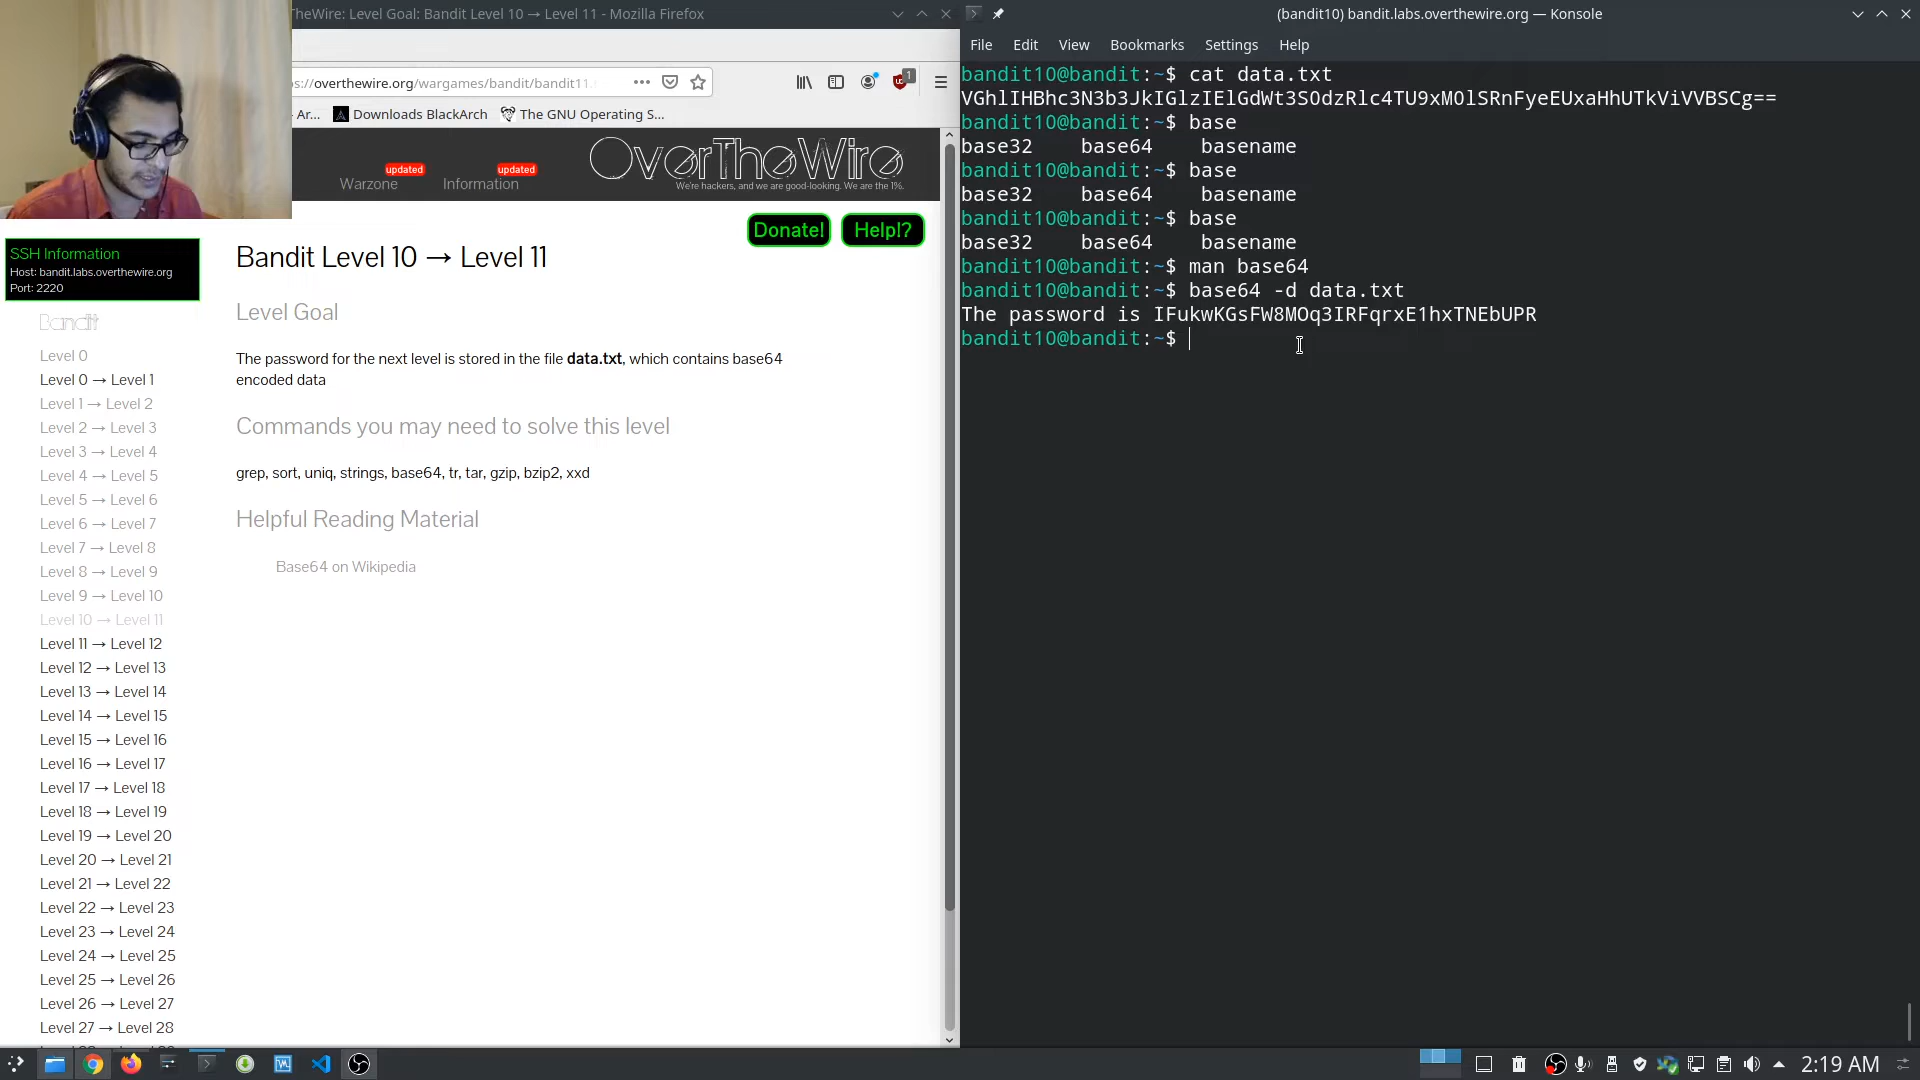 TheWire: Level Goal: Bandit Level 10 → Level 11 - Mozilla Firefox
s://overthewire.org/wargames/bandit/bandit11.
1
Ar...
Downloads BlackArch
The GNU Operating S...
updated
updated
Warzone
Information
OverTheWire
We're hackers, and we are good-looking. We are the 1%.
Donate!
Help!?
SSH Information
Host: bandit.labs.overthewire.org
Port: 2220
Bandit
Level 0
Level 0 → Level 1
Level 1 → Level 2
Level 2 → Level 3
Level 3 → Level 4
Level 4 → Level 5
Level 5 → Level 6
Level 6 → Level 7
Level 7 → Level 8
Level 8 → Level 9
Level 9 → Level 10
Level 10 → Level 11
Level 11 → Level 12
Level 12 → Level 13
Level 13 → Level 14
Level 14 → Level 15
Level 15 → Level 16
Level 16 → Level 17
Level 17 → Level 18
Level 18 → Level 19
Level 19 → Level 20
Level 20 → Level 21
Level 21 → Level 22
Level 22 → Level 23
Level 23 → Level 24
Level 24 → Level 25
Level 25 → Level 26
Level 26 → Level 27
Level 27 → Level 28
Bandit Level 10 → Level 11
Level Goal
The password for the next level is stored in the file data.txt, which contains base64
encoded data
Commands you may need to solve this level
grep, sort, uniq, strings, base64, tr, tar, gzip, bzip2, xxd
Helpful Reading Material
Base64 on Wikipedia
(bandit10) bandit.labs.overthewire.org — Konsole
File Edit View Bookmarks Settings Help
bandit10@bandit:~$ cat data.txt
VGhlIHBhc3N3b3JkIGlzIElGdWt3S0dzRlc4TU9xM0lSRnFyeEUxaHhUTkViVVBSCg==
bandit10@bandit:~$ base
base32 base64 basename
bandit10@bandit:~$ base
base32 base64 basename
bandit10@bandit:~$ base
base32 base64 basename
bandit10@bandit:~$ man base64
bandit10@bandit:~$ base64 -d data.txt
The password is IFukwKGsFW8MOq3IRFqrxE1hxTNEbUPR
bandit10@bandit:~$
2:19 AM